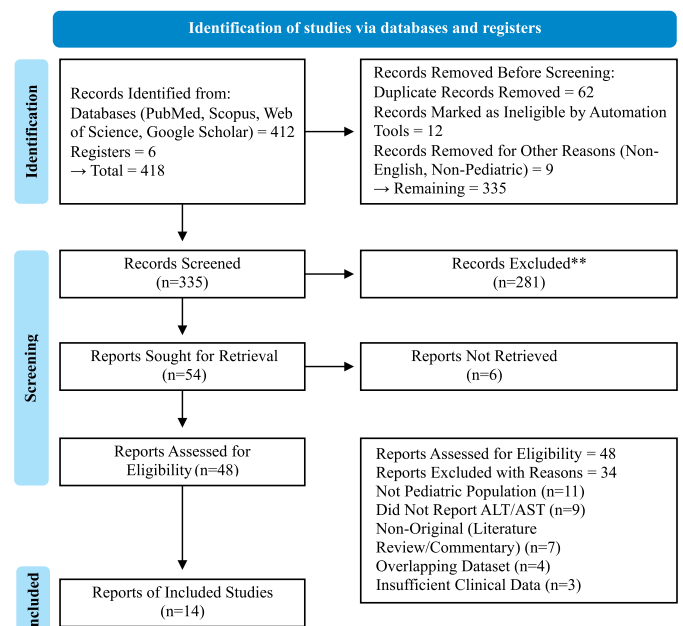 Identification of studies via databases and registers
Identification
Records Identified from:
Databases (PubMed, Scopus, Web
of Science, Google Scholar) = 412
Registers = 6
→ Total = 418
Records Removed Before Screening:
Duplicate Records Removed = 62
Records Marked as Ineligible by Automation
Tools = 12
Records Removed for Other Reasons (Non-
English, Non-Pediatric) = 9
→ Remaining = 335
Screening
Records Screened
(n=335)
Records Excluded**
(n=281)
Reports Sought for Retrieval
(n=54)
Reports Not Retrieved
(n=6)
Reports Assessed for
Eligibility (n=48)
Reports Assessed for Eligibility = 48
Reports Excluded with Reasons = 34
Not Pediatric Population (n=11)
Did Not Report ALT/AST (n=9)
Non-Original (Literature
Review/Commentary) (n=7)
Overlapping Dataset (n=4)
Insufficient Clinical Data (n=3)
Reports of Included Studies
(n=14)